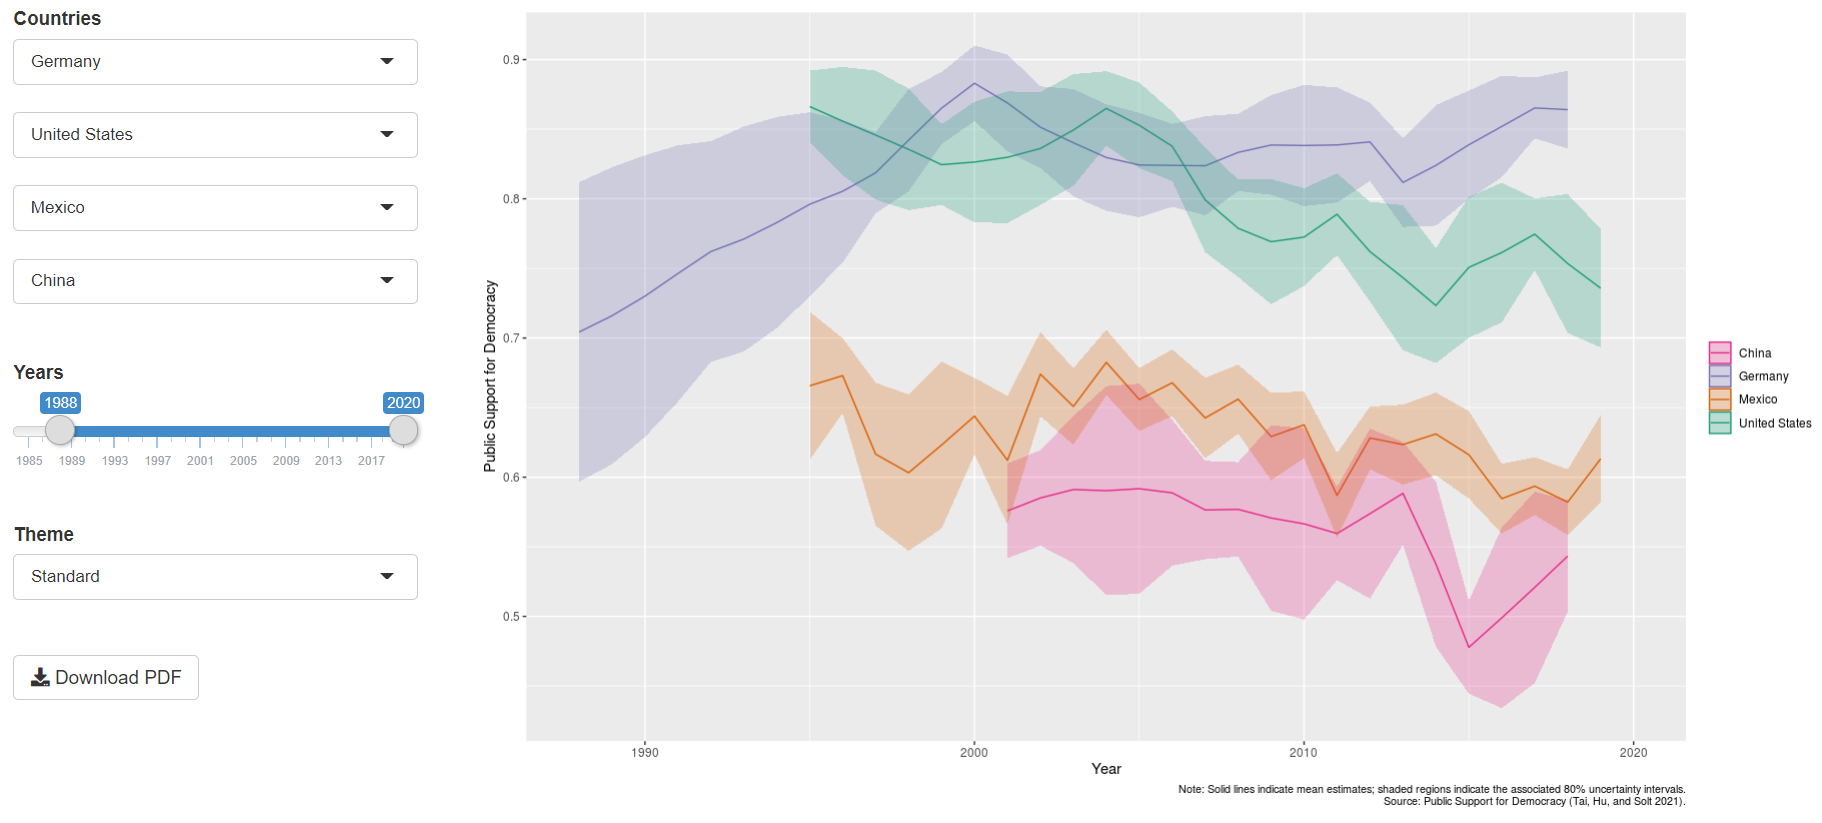 Countries
Germany
United States
Mexico
China
Years
1988 2020
1985 1989 1993 1997 2001 2005 2009 2013 2017
Theme
Standard
Download PDF
Public Support for Democracy
0.9
0.8
0.7
0.6
0.5
1990 2000 2010 2020
Year
China
Germany
Mexico
United States
Note: Solid lines indicate mean estimates; shaded regions indicate the associated 80% uncertainty intervals.
Source: Public Support for Democracy (Tai, Hu, and Solt 2021).